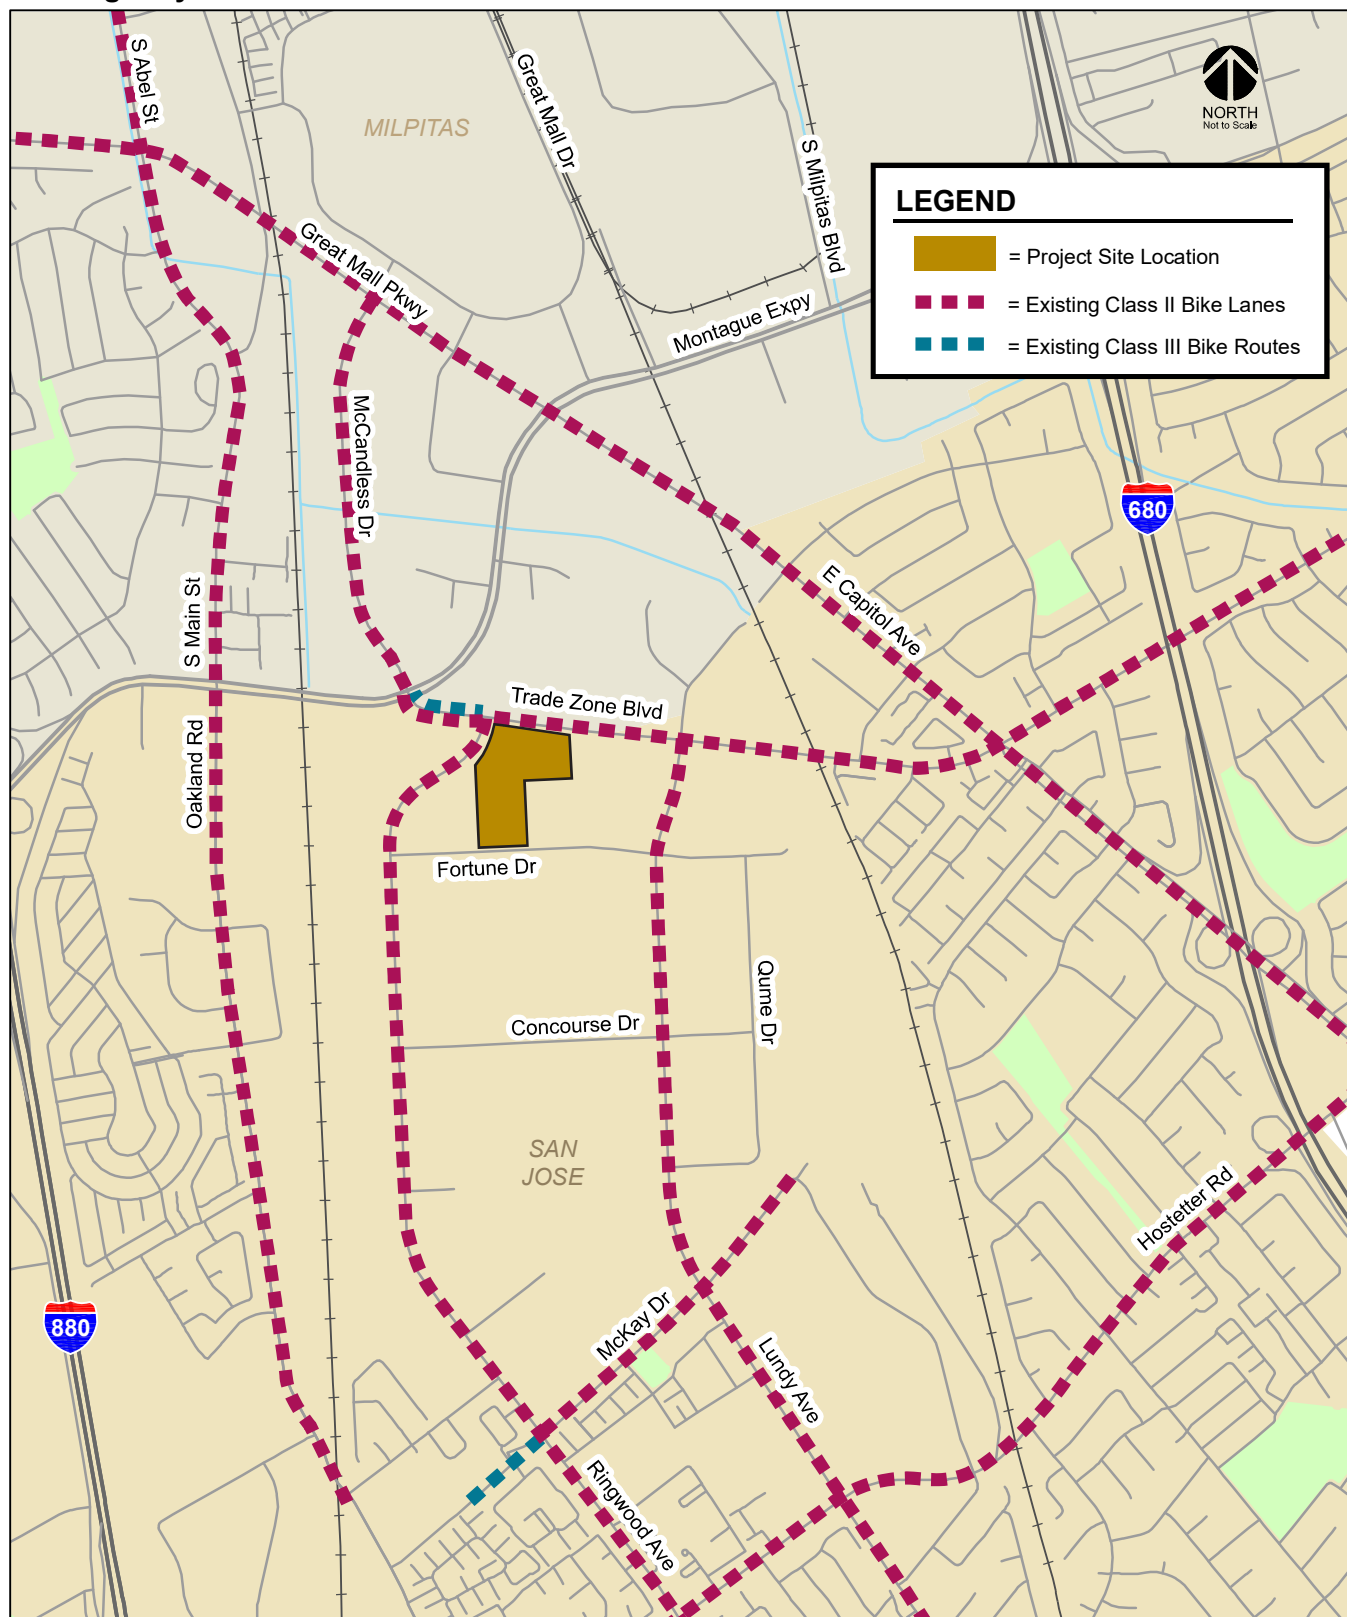 S Abel St
MILPITAS
Great Mall Dr
S Milpitas Blvd
NORTH
Not to Scale
LEGEND
= Project Site Location
= Existing Class II Bike Lanes
= Existing Class III Bike Routes
Great Mall Pkwy
Montague Expy
McCandless Dr
680
E Capitol Ave
S Main St
Trade Zone Blvd
Oakland Rd
Fortune Dr
Qume Dr
Concourse Dr
SAN
JOSE
Hostetter Rd
880
McKay Dr
Lundy Ave
Ringwood Ave